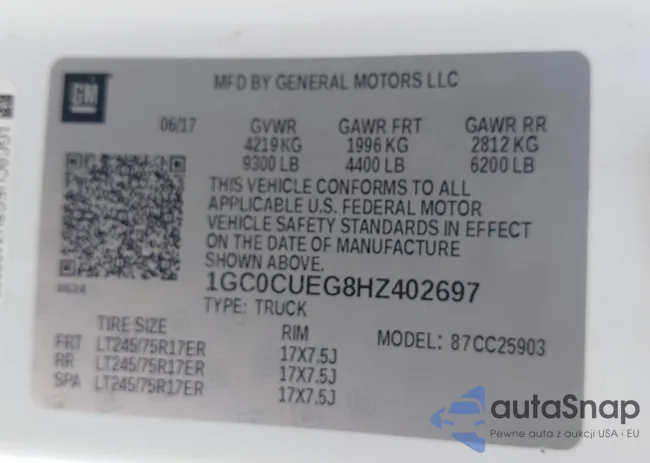 GM
MFD BY GENERAL MOTORS LLC
06/17 GVWR GAWR FRT GAWR RR
4219 KG 1996 KG 2812 KG
9300 LB 4400 LB 6200 LB
THIS VEHICLE CONFORMS TO ALL
APPLICABLE U.S. FEDERAL MOTOR
VEHICLE SAFETY STANDARDS IN EFFECT
ON THE DATE OF MANUFACTURE
SHOWN ABOVE.
1GC0CUEG8HZ402697
TYPE: TRUCK
TIRE SIZE RIM MODEL: 87CC25903
FRT LT245/75R17ER 17X7.5J
RR LT245/75R17ER 17X7.5J
SPA LT245/75R17ER 17X7.5J
autaSnap
Pewne auta z aukcji USA i EU